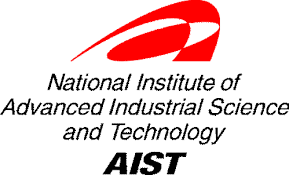 National Institute of
Advanced Industrial Science
and Technology
AIST